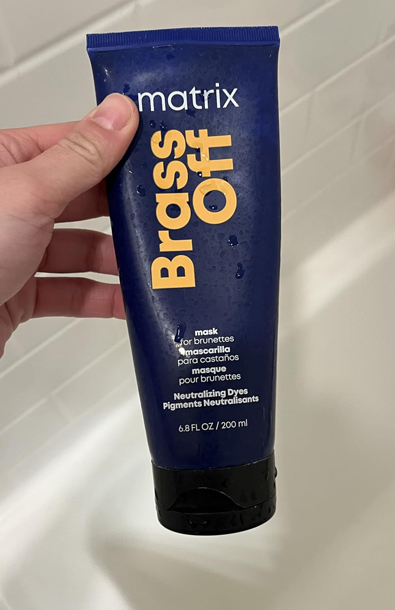 matrix
Brass
Off
mask
for brunettes
mascarilla
para castaños
masque
pour brunettes
Neutralizing Dyes
Pigments Neutralisants
6.8 FL OZ / 200 ml